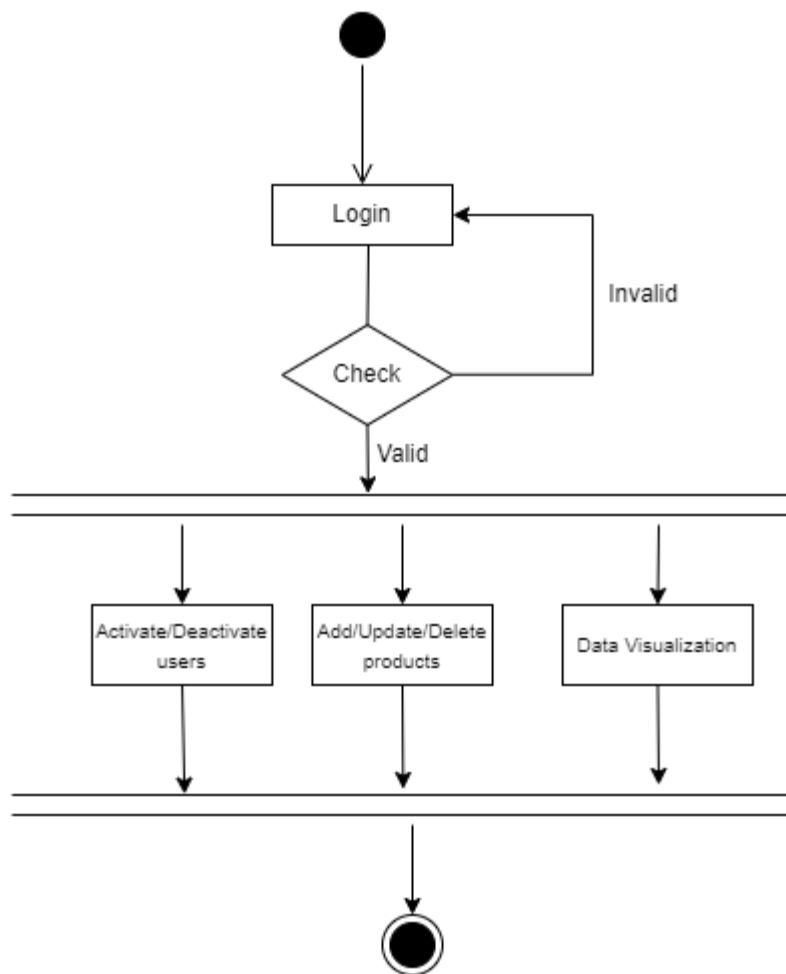 Login
Invalid
Check
Valid
Activate/Deactivate
users
Add/Update/Delete
products
Data Visualization